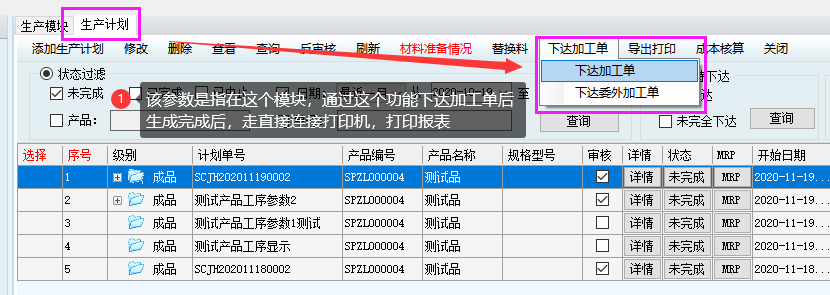 生产模块 生产计划
添加生产计划 修改 删除 查看 查询 反审核 刷新 材料准备情况 替换料 下达加工单 导出打印 成本核算 关闭
下达加工单
下达委外加工单
状态过滤
未完成
1 该参数是指在这个模块，通过这个功能下达加工单后
生成完成后，走直接连接打印机，打印报表
至
下达
产品:
查询 未完全下达 查询
选择 序号 级别 计划单号 产品编号 产品名称 规格型号 审核 详情 状态 MRP 开始日期
1 成品 SCJH202011190002 SPZL000004 测试品 详情 未完成 MRP 2020-11-19...
2 成品 测试产品工序参数2 SPZL000004 测试品 详情 未完成 MRP 2020-11-19...
3 成品 测试产品工序参数1测试 SPZL000004 测试品 详情 未完成 MRP 2020-11-19...
4 成品 测试产品工序显示 SPZL000004 测试品 详情 未完成 MRP 2020-11-19...
5 成品 SCJH202011180002 SPZL000004 测试品 详情 未完成 MRP 2020-11-18...